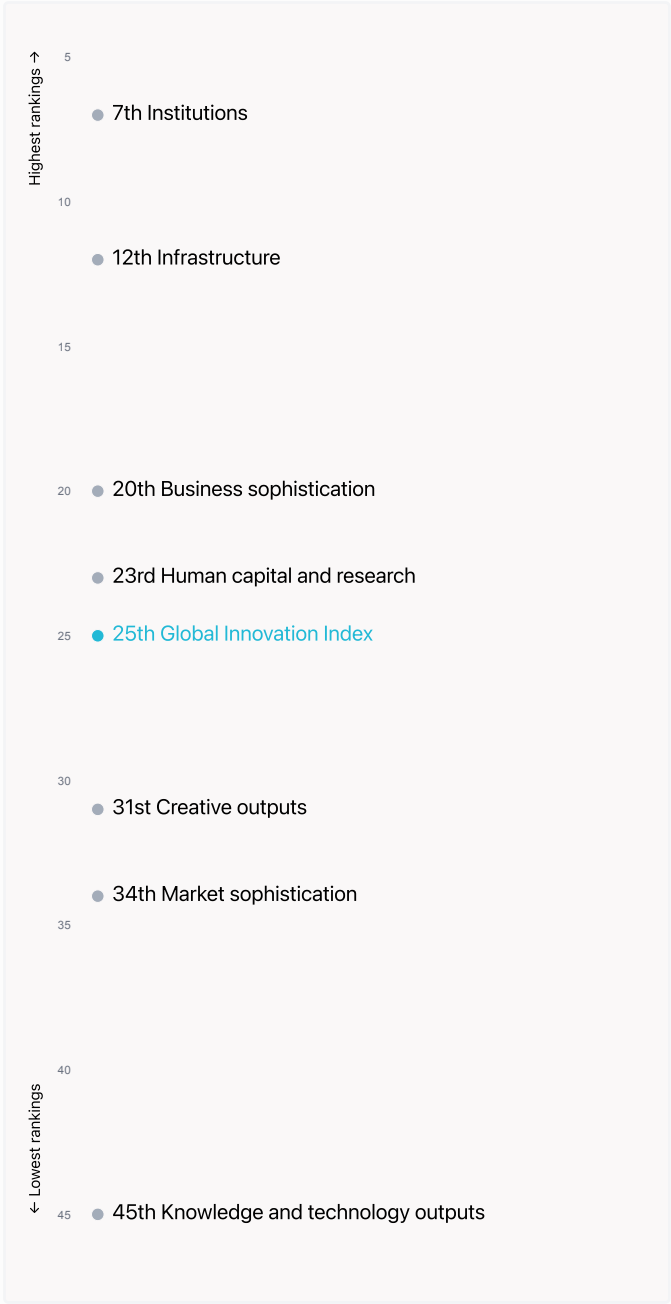 Highest rankings →
5
7th Institutions
10
12th Infrastructure
15
20
20th Business sophistication
23rd Human capital and research
25
25th Global Innovation Index
30
31st Creative outputs
34th Market sophistication
35
40
← Lowest rankings
45
45th Knowledge and technology outputs